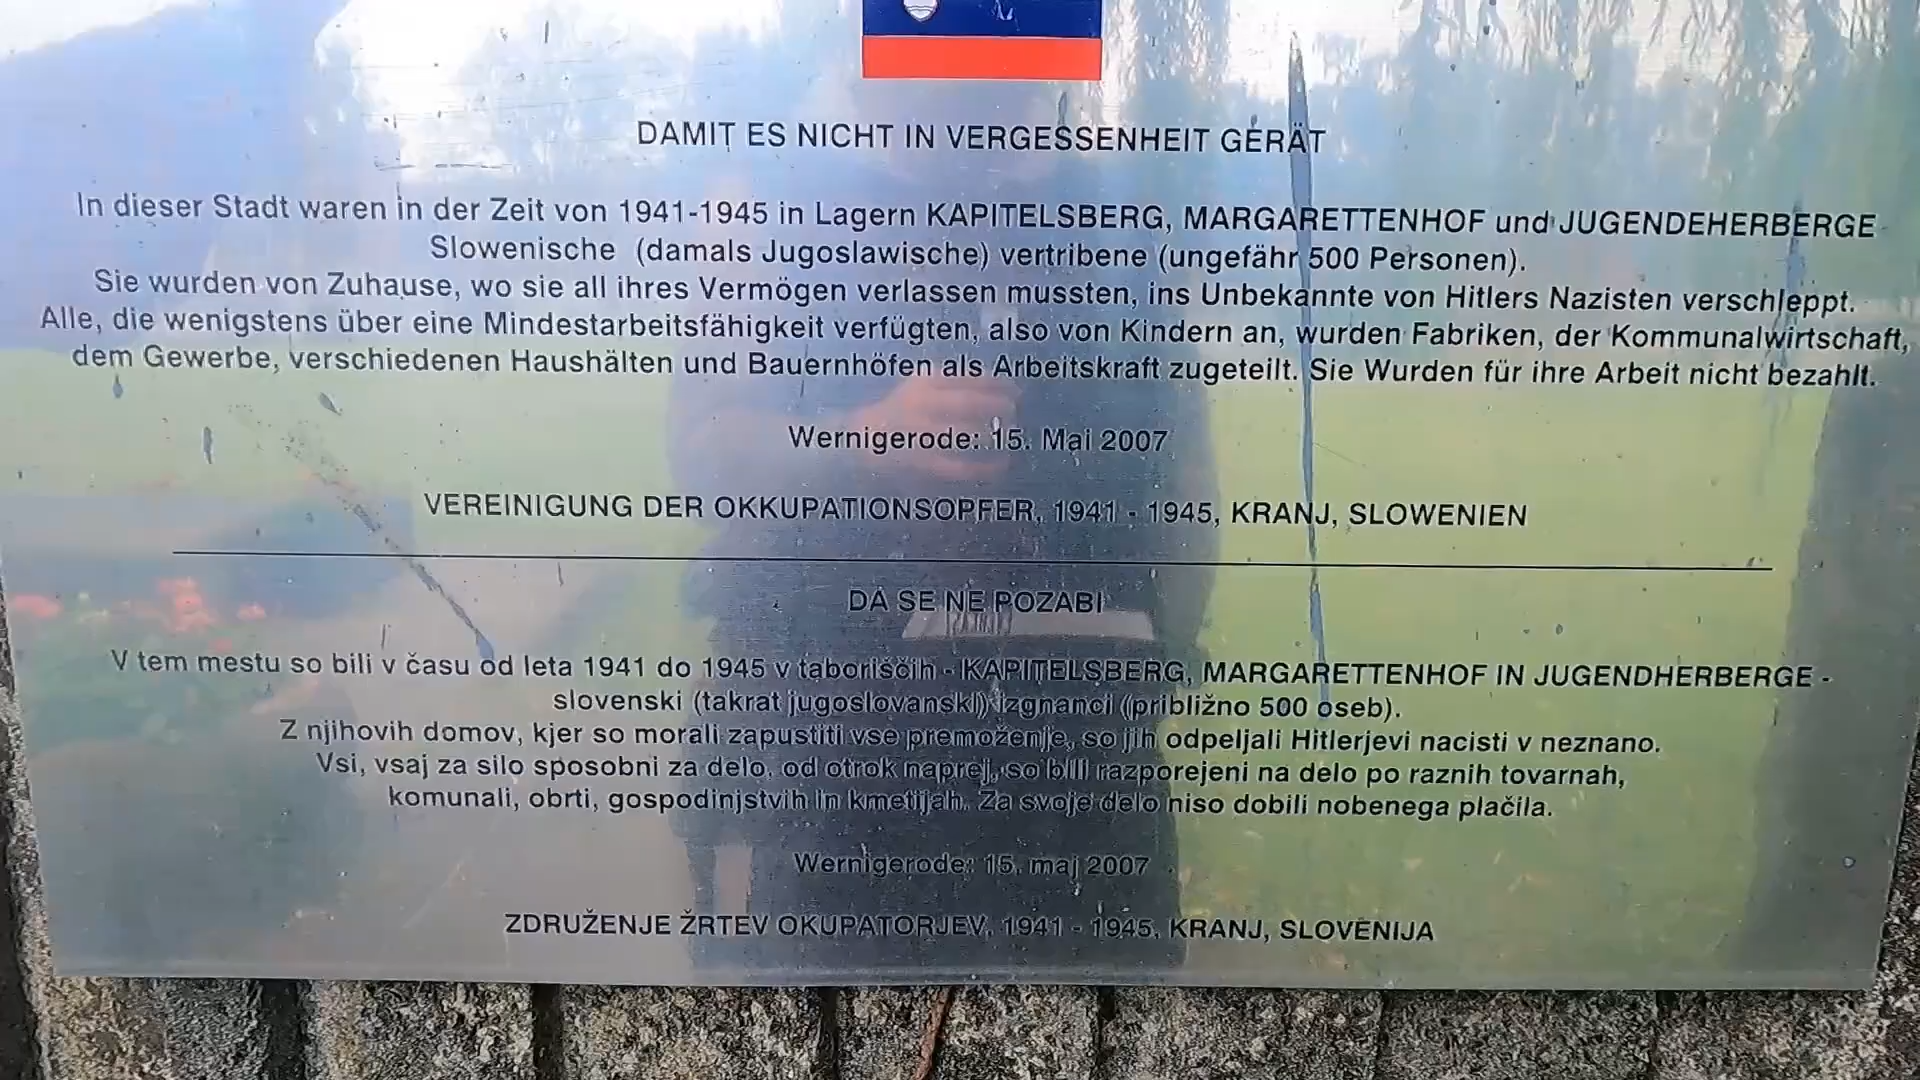 DAMIT ES NICHT IN VERGESSENHEIT GERÄT
In dieser Stadt waren in der Zeit von 1941-1945 in Lagern KAPITELSBERG, MARGARETTENHOF und JUGENDEHERBERGE
Slowenische (damals Jugoslawische) vertribene (ungefähr 500 Personen).
Sie wurden von Zuhause, wo sie all ihres Vermögen verlassen mussten, ins Unbekannte von Hitlers Nazisten verschleppt.
Alle, die wenigstens über eine Mindestarbeitsfähigkeit verfügten, also von Kindern an, wurden Fabriken, der Kommunalwirtschaft,
dem Gewerbe, verschiedenen Haushälten und Bauernhöfen als Arbeitskraft zugeteilt. Sie Wurden für ihre Arbeit nicht bezahlt.
Wernigerode: 15. Mai 2007
VEREINIGUNG DER OKKUPATIONSOPFER, 1941 - 1945, KRANJ, SLOWENIEN
DA SE NE POZABI
V tem mestu so bili v času od leta 1941 do 1945 v taboriščih - KAPITELSBERG, MARGARETTENHOF IN JUGENDHERBERGE -
slovenski (takrat jugoslovanski) izgnanci (približno 500 oseb).
Z njihovih domov, kjer so morali zapustiti vse premoženje, so jih odpeljali Hitlerjevi nacisti v neznano.
Vsi, vsaj za silo sposobni za delo, od otrok naprej, so bili razporejeni na delo po raznih tovarnah,
komunali, obrti, gospodinjstvih in kmetijah. Za svoje delo niso dobili nobenega plačila.
Wernigerode: 15. maj 2007
ZDRUŽENJE ŽRTEV OKUPATORJEV, 1941 - 1945, KRANJ, SLOVENIJA